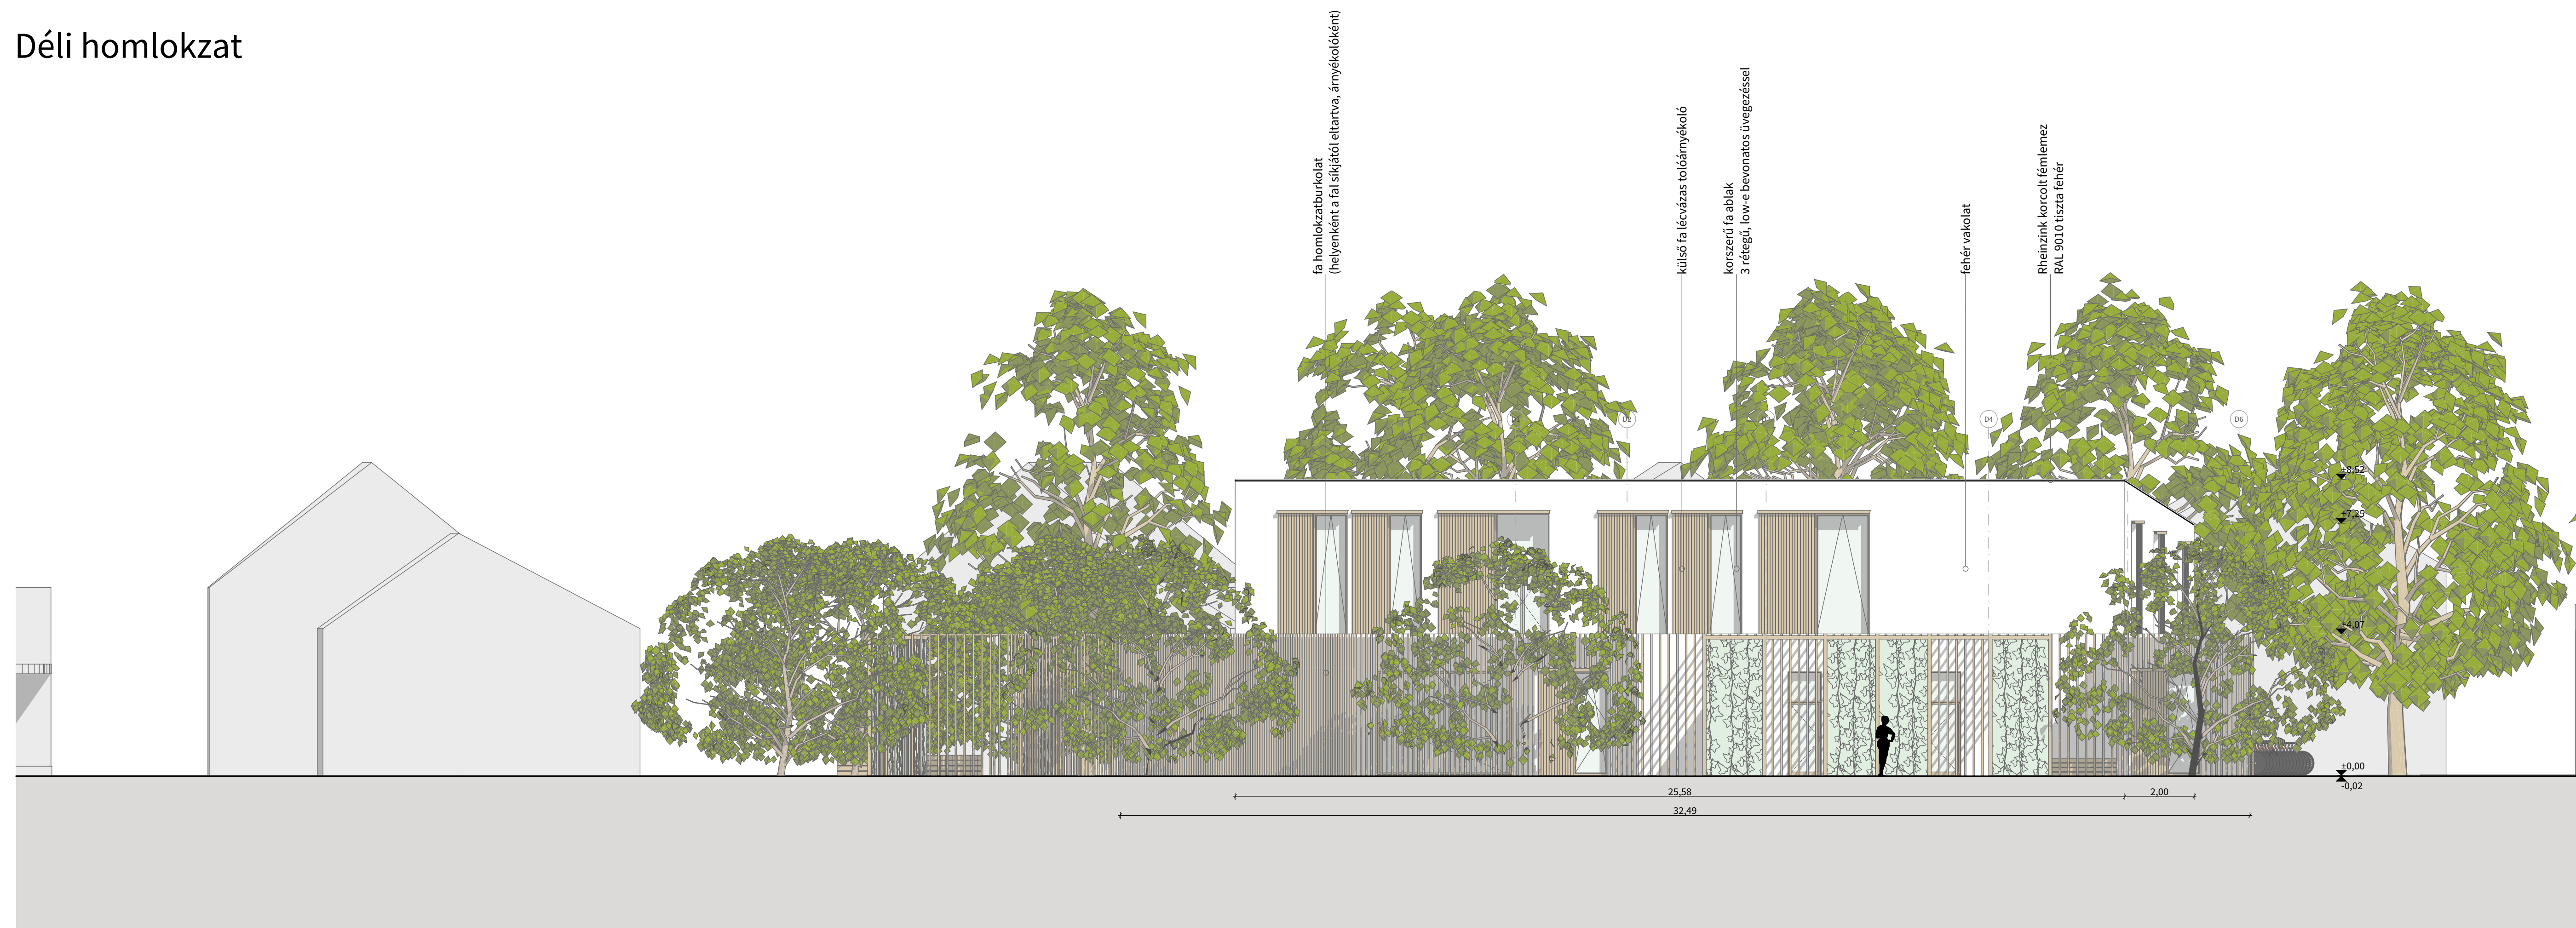 Déli homlokzat
fa homlokzatburkolat
(helyenként a fal síkjától eltartva, árnyékolóként)
külső fa lécvázas tolóárnyékoló
korszerű fa ablak
3 rétegű, low-e bevonatos üvegezéssel
fehér vakolat
Rheinzink korcolt fémlemez
RAL 9010 tiszta fehér
D2
D4
D6
+8,52
+7,25
+4,07
±0,00
-0,02
25,58
2,00
32,49